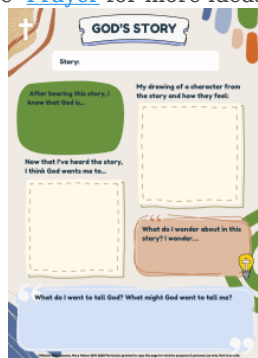 Prayer for more ideas
GOD'S STORY
Story:
After hearing this story, I
know that God is...
My drawing of a character from
the story and how they feel:
Now that I've heard the story,
I think God wants me to...
What do I wonder about in this
story? I wonder...
What do I want to tell God? What might God want to tell me?